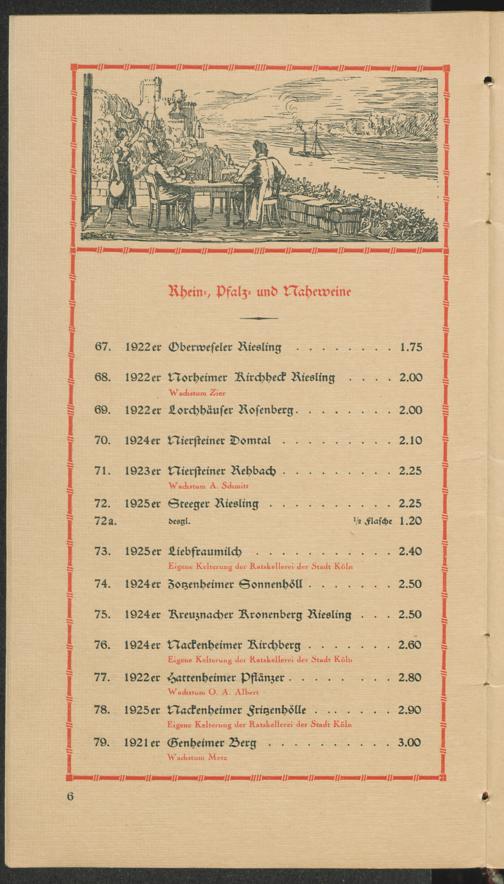 Rhein-, Pfalz- und Naheweine
67. 1922er Oberweseler Riesling . . . . . . . . 1.75
68. 1922er Norheimer Kirchheck Riesling . . . . 2.00
Wachstum Zier
69. 1922er Lorchhäuser Rosenberg . . . . . . . 2.00
70. 1924er Niersteiner Domtal . . . . . . . . 2.10
71. 1923er Niersteiner Rehbach . . . . . . . . 2.25
Wachstum A. Schmitt
72. 1925er Steeger Riesling . . . . . . . . . . 2.25
72a. desgl. 1/2 Flasche 1.20
73. 1925er Liebfraumilch . . . . . . . . . . 2.40
Eigene Kelterung der Ratskellerei der Stadt Köln
74. 1924er Zotzenheimer Sonnenhöll . . . . . . . 2.50
75. 1924er Kreuznacher Kronenberg Riesling . . . 2.50
76. 1924er Nackenheimer Kirchberg . . . . . . . 2.60
Eigene Kelterung der Ratskellerei der Stadt Köln
77. 1922er Hattenheimer Pflänzer . . . . . . . . 2.80
Wachstum O. A. Albert
78. 1925er Nackenheimer Fritzenhölle . . . . . . 2.90
Eigene Kelterung der Ratskellerei der Stadt Köln
79. 1921er Genheimer Berg . . . . . . . . . . 3.00
Wachstum Metz
6